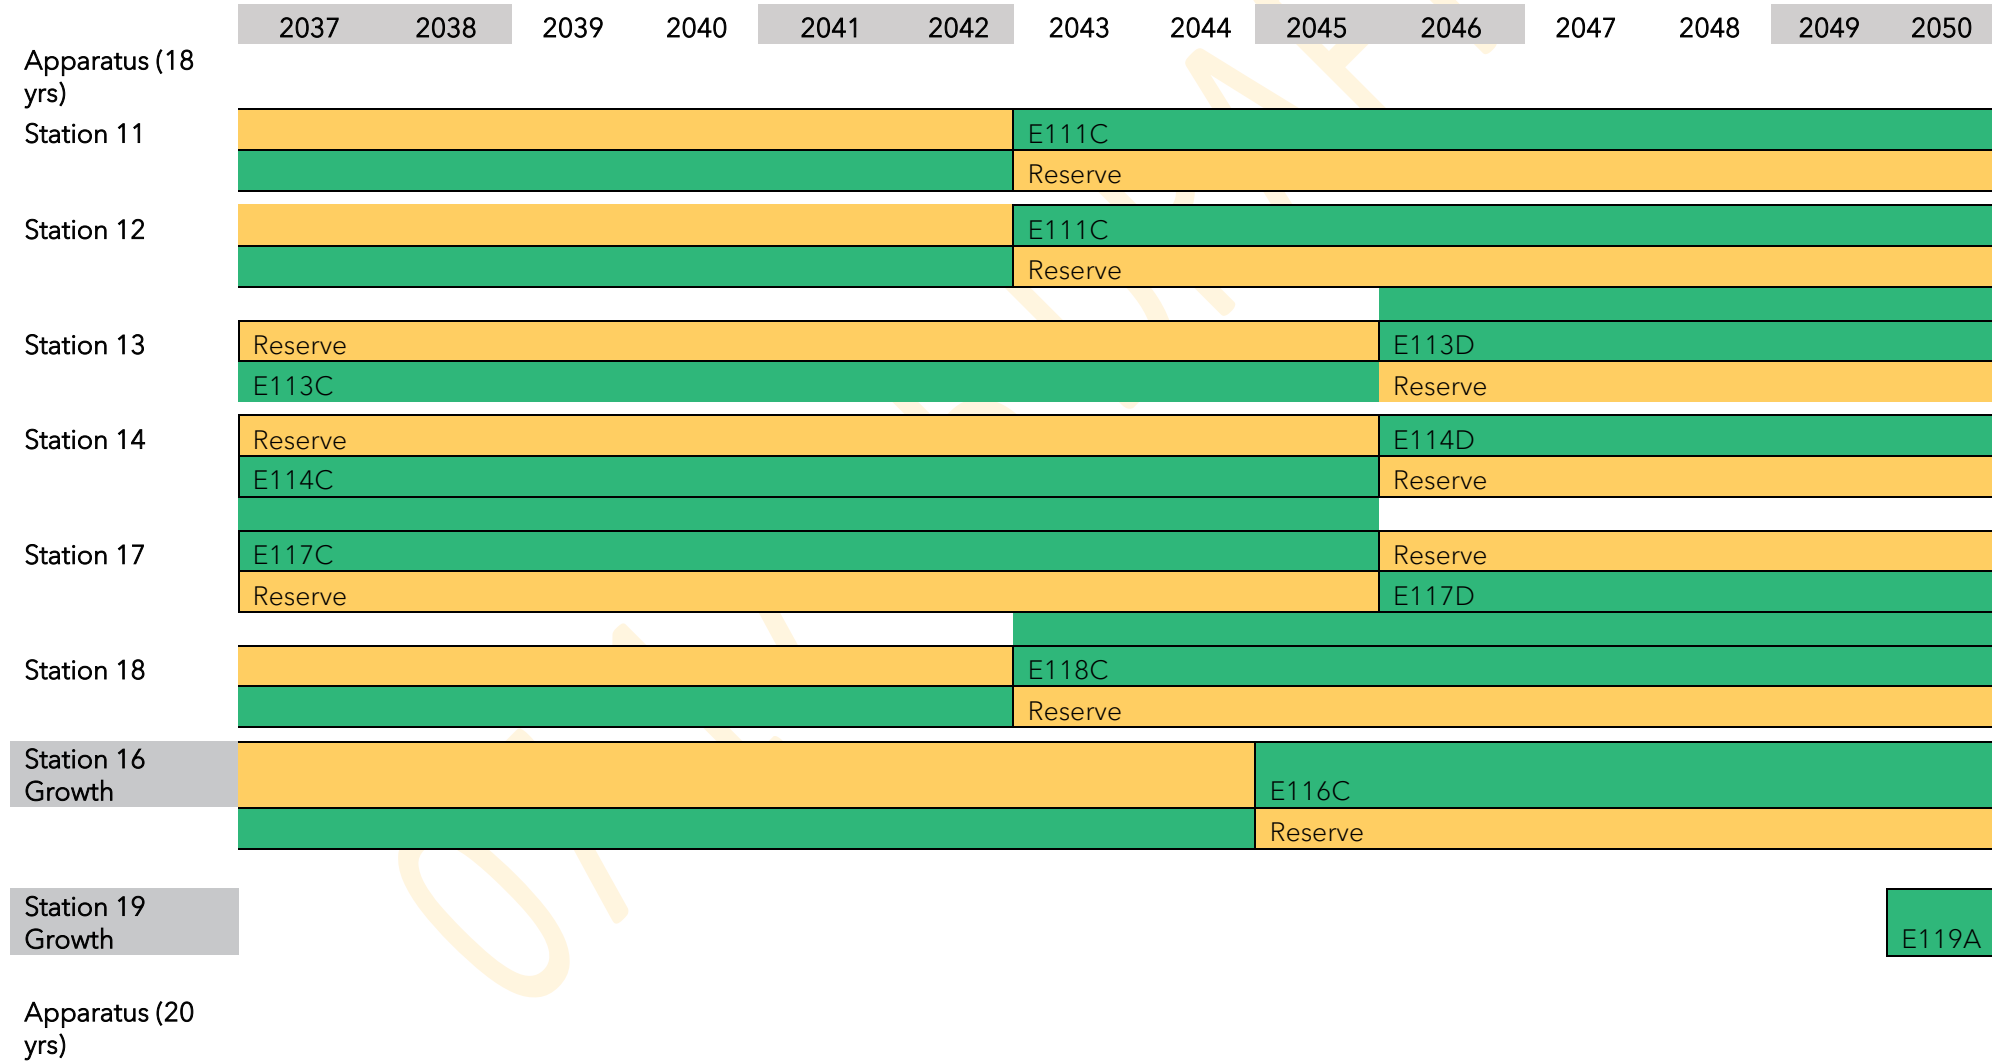 2037 2038 2039 2040 2041 2042 2043 2044 2045 2046 2047 2048 2049 2050
Apparatus (18
yrs)
Station 11 E111C
Reserve
Station 12 E111C
Reserve
Station 13 Reserve E113D
E113C Reserve
Station 14 Reserve E114D
E114C Reserve
Station 17 E117C Reserve
Reserve E117D
Station 18 E118C
Reserve
Station 16
Growth E116C
Reserve
Station 19
Growth E119A
Apparatus (20
yrs)